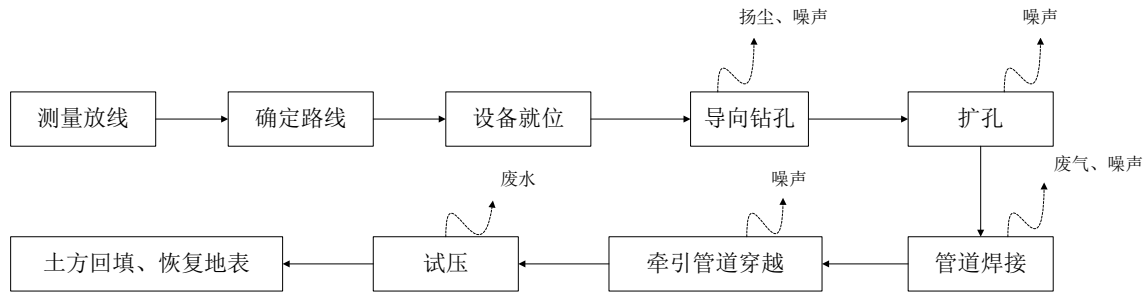 扬尘、噪声
噪声
测量放线
确定路线
设备就位
导向钻孔
扩孔
废水
噪声
废气、噪声
土方回填、恢复地表
试压
牵引管道穿越
管道焊接